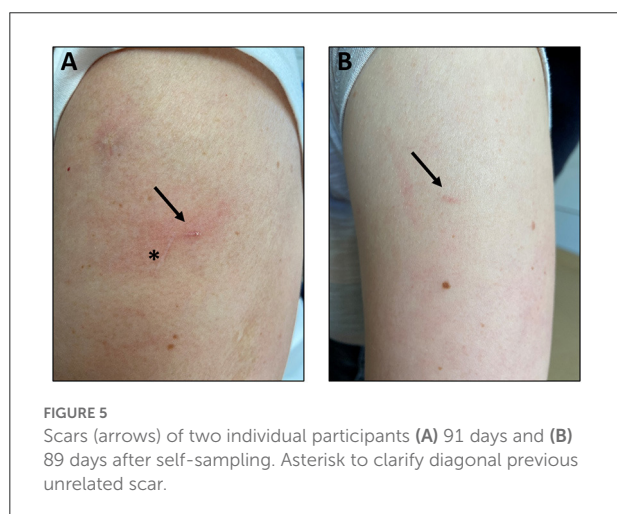 A
B
*
FIGURE 5
Scars (arrows) of two individual participants (A) 91 days and (B)
89 days after self-sampling. Asterisk to clarify diagonal previous
unrelated scar.